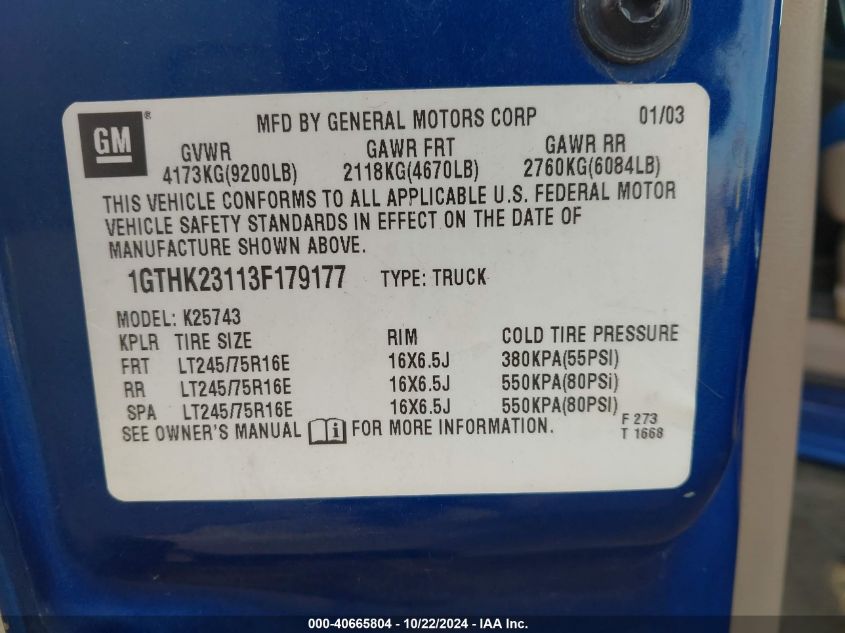 GM ® MFD BY GENERAL MOTORS CORP 01/03
GVWR GAWR FRT GAWR RR
4173KG(9200LB) 2118KG(4670LB) 2760KG(6084LB)
THIS VEHICLE CONFORMS TO ALL APPLICABLE U.S. FEDERAL MOTOR
VEHICLE SAFETY STANDARDS IN EFFECT ON THE DATE OF
MANUFACTURE SHOWN ABOVE.
1GTHK23113F179177 TYPE: TRUCK
MODEL: K25743
KPLR TIRE SIZE RIM COLD TIRE PRESSURE
FRT LT245/75R16E 16X6.5J 380KPA(55PSI)
RR LT245/75R16E 16X6.5J 550KPA(80PSi)
SPA LT245/75R16E 16X6.5J 550KPA(80PSI)
SEE OWNER'S MANUAL i FOR MORE INFORMATION.
F 273
T 1668
000-40665804 - 10/22/2024 - IAA Inc.